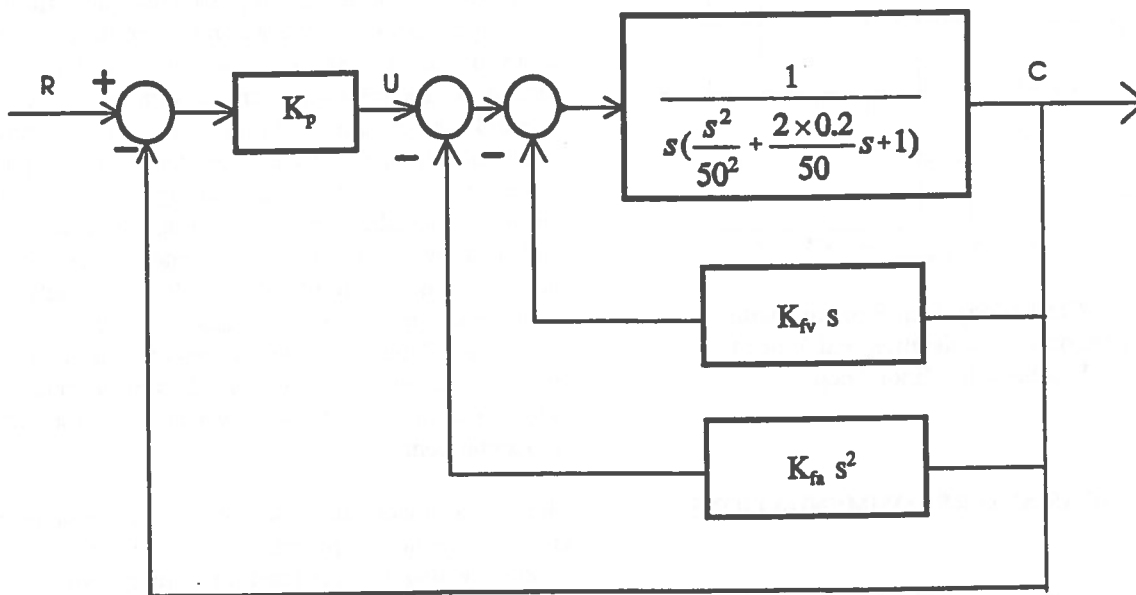 R
+
−
K_p
U
−
−
1
s(s²/50² + 2×0.2/50 s+1)
C
K_fv s
K_fa s²